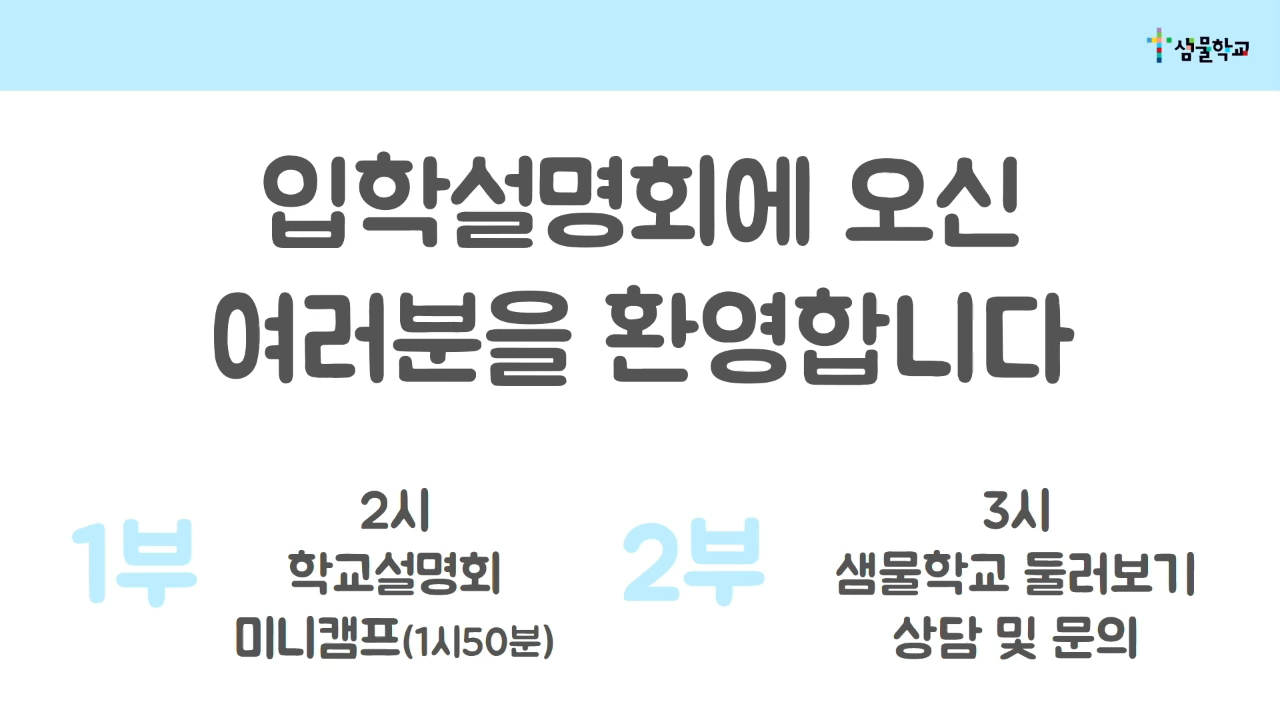 샘물학교
입학설명회에 오신
여러분을 환영합니다
1부
2시
학교설명회
미니캠프(1시50분)
2부
3시
샘물학교 둘러보기
상담 및 문의